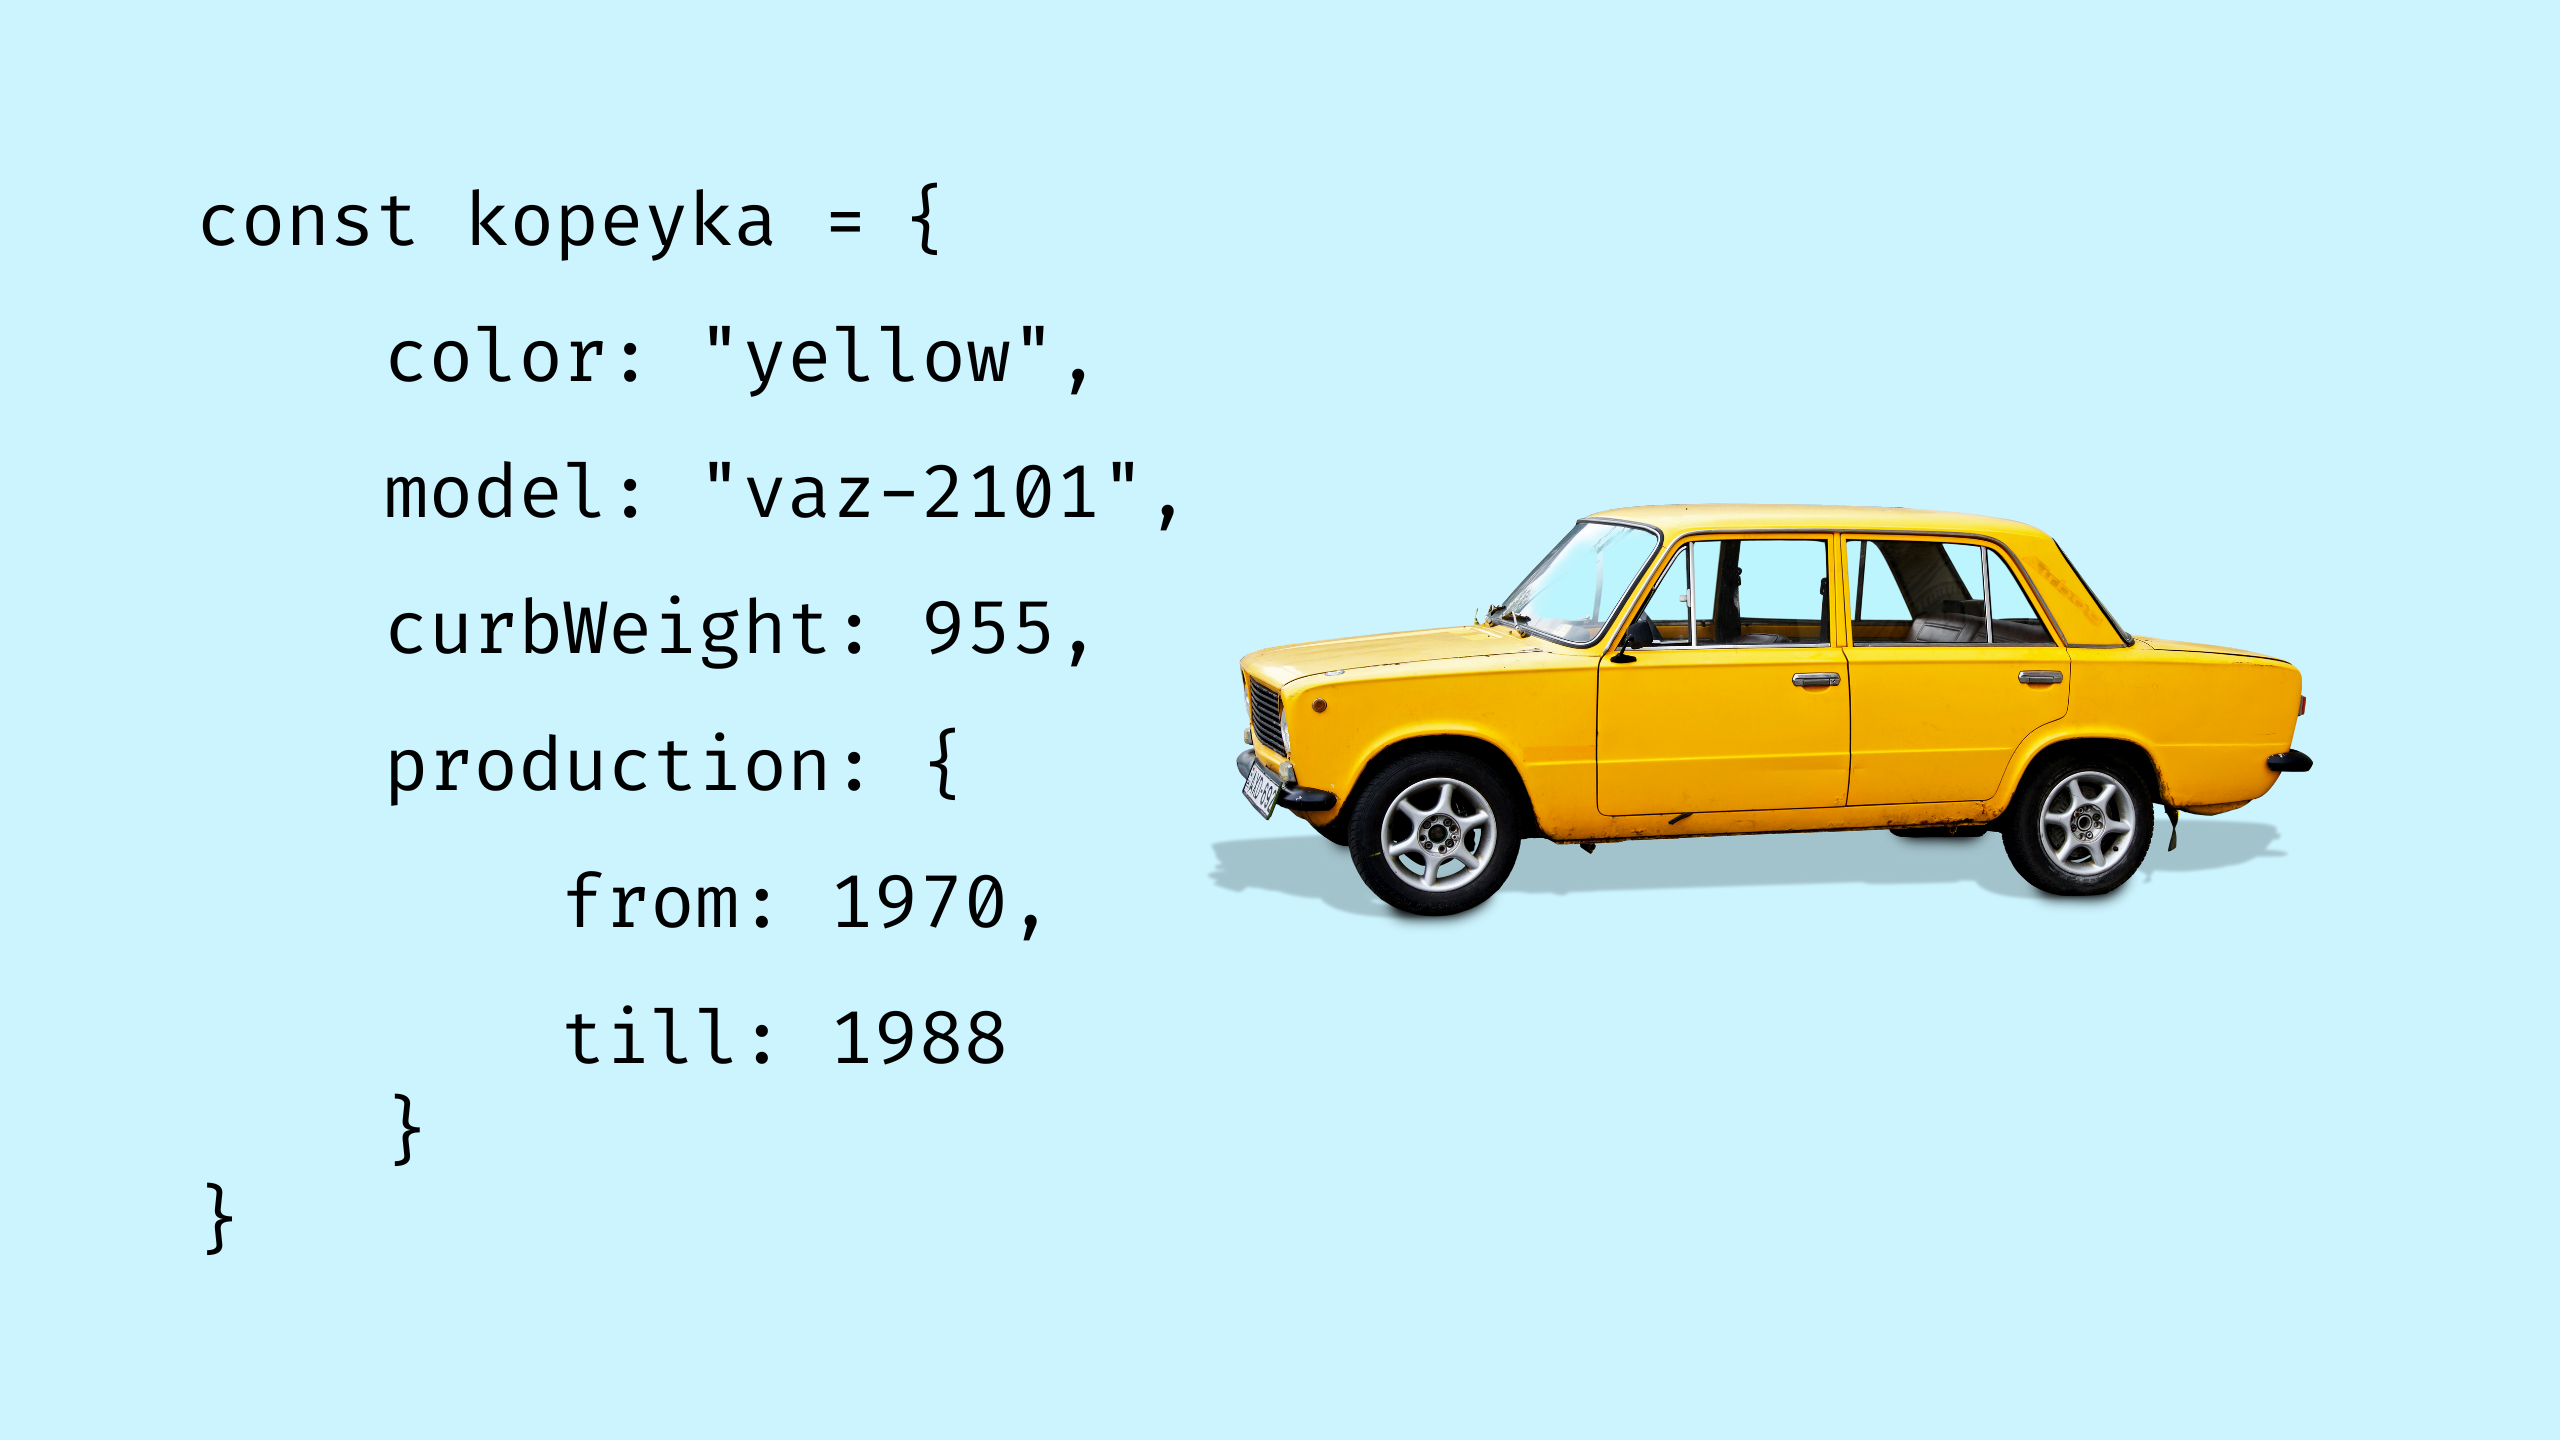 const kopeyka = {
color: "yellow",
model: "vaz-2101",
curbWeight: 955,
production: {
from: 1970,
till: 1988
}
}